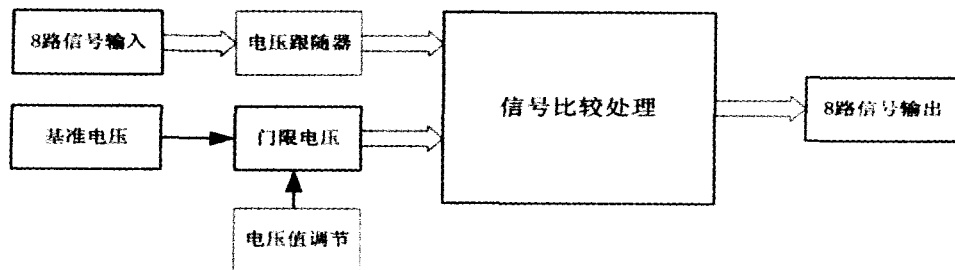 8路信号输入
电压跟随器
信号比较处理
8路信号输出
基准电压
门限电压
电压值调节